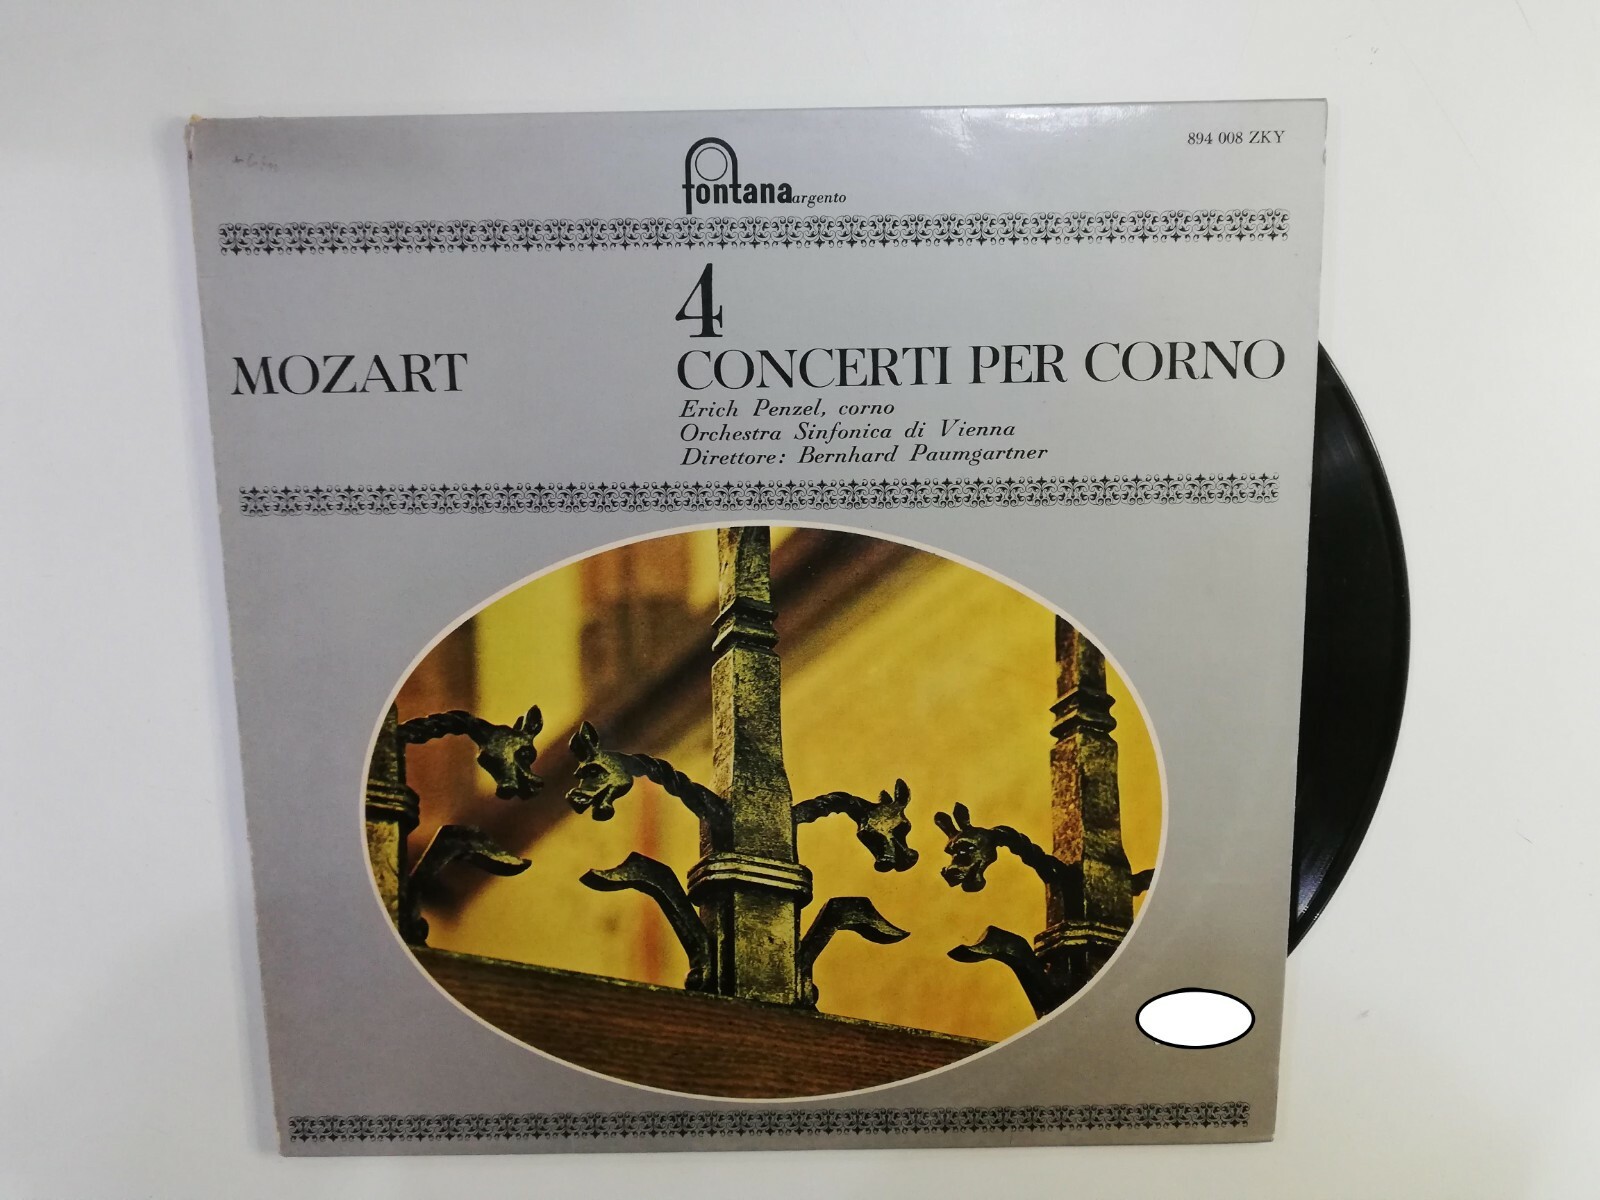 894 008 ZKY
fontana argento
4
MOZART
CONCERTI PER CORNO
Erich Penzel, corno
Orchestra Sinfonica di Vienna
Direttore: Bernhard Paumgartner